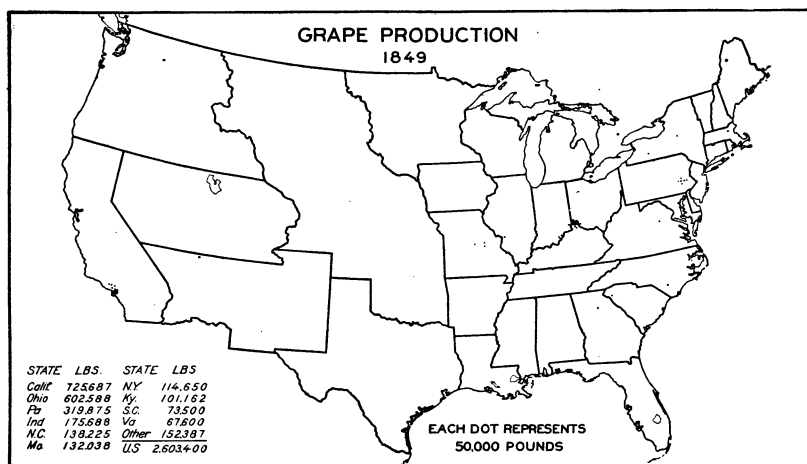 GRAPE PRODUCTION
1849
STATE LBS. STATE LBS
Calif. 725,687 N.Y. 114,650
Ohio 602,588 Ky. 101,162
Pa 319,875 S.C. 73,500
Ind 175,688 Va 67,600
N.C. 138,225 Other 152,387
Mo. 132,038 U.S 2,603,400
EACH DOT REPRESENTS
50,000 POUNDS